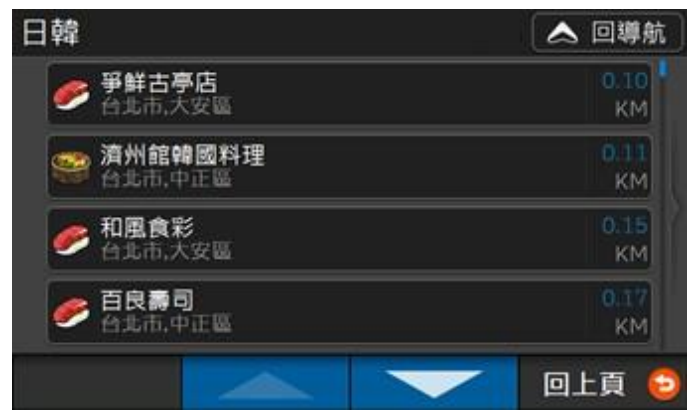 日韓
回導航
爭鮮古亭店
0.10
台北市,大安區
KM
濟州館韓國料理
0.11
台北市,中正區
KM
和風食彩
0.15
台北市,大安區
KM
百良壽司
0.17
台北市,中正區
KM
回上頁